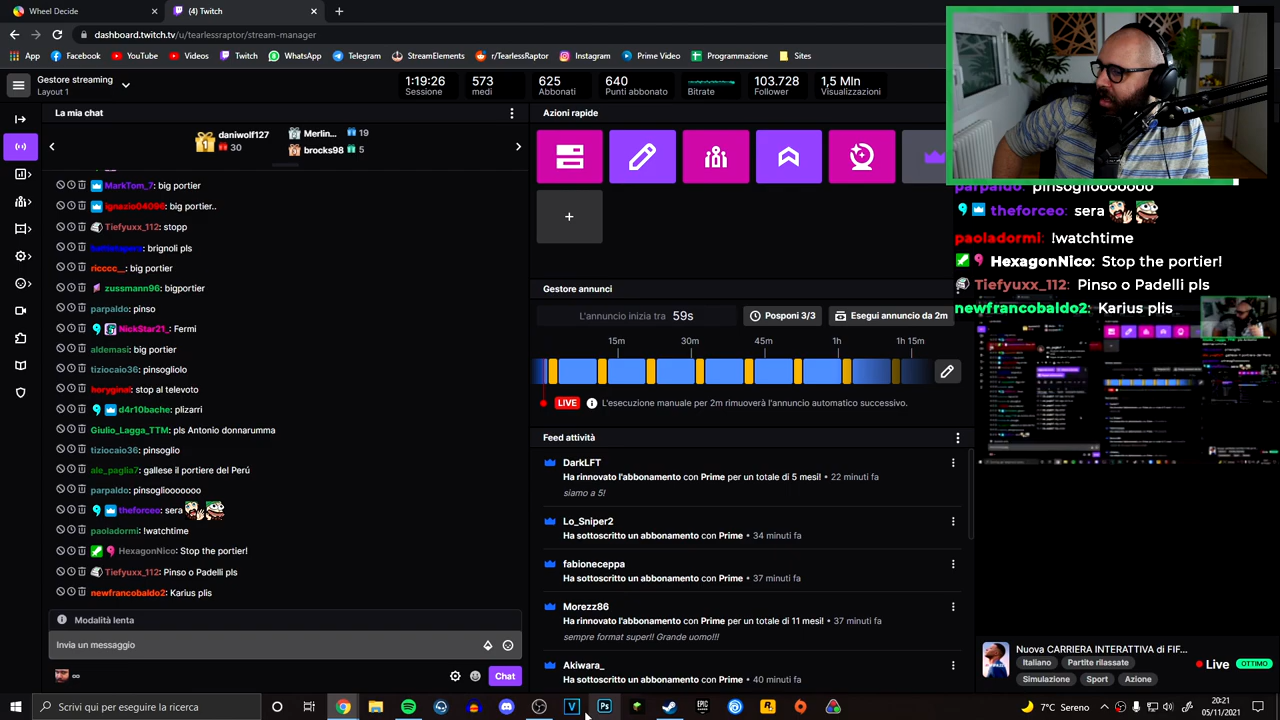 Wheel Decide
(4) Twitch
dashboard.twitch.tv/u/tearlessraptor/stream-manager
App Facebook YouTube Videos Twitch WhatsApp Telegram StreamElements r/TearlessRaptor Instagram Prime Video Programmazione Sites
Gestore streaming
Layout 1
1:19:26 573 625 640 103.728 1,5 Mln
Sessione medi Abbonati Punti abbonato Bitrate Follower Visualizzazioni
La mia chat
daniwolf127
1 30
Merlin... 19
brocks98 5
MarkTom_7: big portier
ignazio04096: big portier..
Tiefyuxx_112: stopp
brignoli pls
ricccc__: big portier
zussmann96: bigportier
parpaldo: pinso
NickStar21_: Fermi
aldemasi: big portier
tiziocaio36: pinsoglio
horyginal: stop al televoto
d4r10bache: plizarri
Giulio_Lagga_TTM: pls Antonio donnarumma
tiziocaio36: pinsoglio
ale_paglia7: gallese il portiere del Perú
parpaldo: pinsogliooooooo
theforceo: sera
paoladormi: !watchtime
HexagonNico: Stop the portier!
Tiefyuxx_112: Pinso o Padelli pls
newfrancobaldo2: Karius plis
Modalità lenta
Invia un messaggio
∞
Chat
Azioni rapide
+
Gestore annunci
L'annuncio inizia tra 59s
Posponi 3/3
Esegui annuncio da 2m
15m 30m 45m 1h 1h 15m
LIVE L'esecuzione manuale per 2m rimuoverà l'annuncio automatico successivo.
Feed attività
DarkLFT
Ha rinnovato l'abbonamento con Prime per un totale di 5 mesi! • 22 minuti fa
siamo a 5!
Lo_Sniper2
Ha sottoscritto un abbonamento con Prime • 34 minuti fa
fabioneceppa
Ha sottoscritto un abbonamento con Prime • 37 minuti fa
Morezz86
Ha rinnovato l'abbonamento con Prime per un totale di 11 mesi! • 37 minuti fa
sempre format super!! Grande uomo!!!
Akiwara_
Ha sottoscritto un abbonamento con Prime • 40 minuti fa
parpaldo: pinsogliooooooo
theforceo: sera
paoladormi: !watchtime
HexagonNico: Stop the portier!
Tiefyuxx_112: Pinso o Padelli pls
newfrancobaldo2: Karius plis
Nuova CARRIERA INTERATTIVA di FIF...
Italiano Partite rilassate
Simulazione Sport Azione
Live OTTIMO
Scrivi qui per eseguire la ricerca
7°C Sereno
20:21
05/11/2021